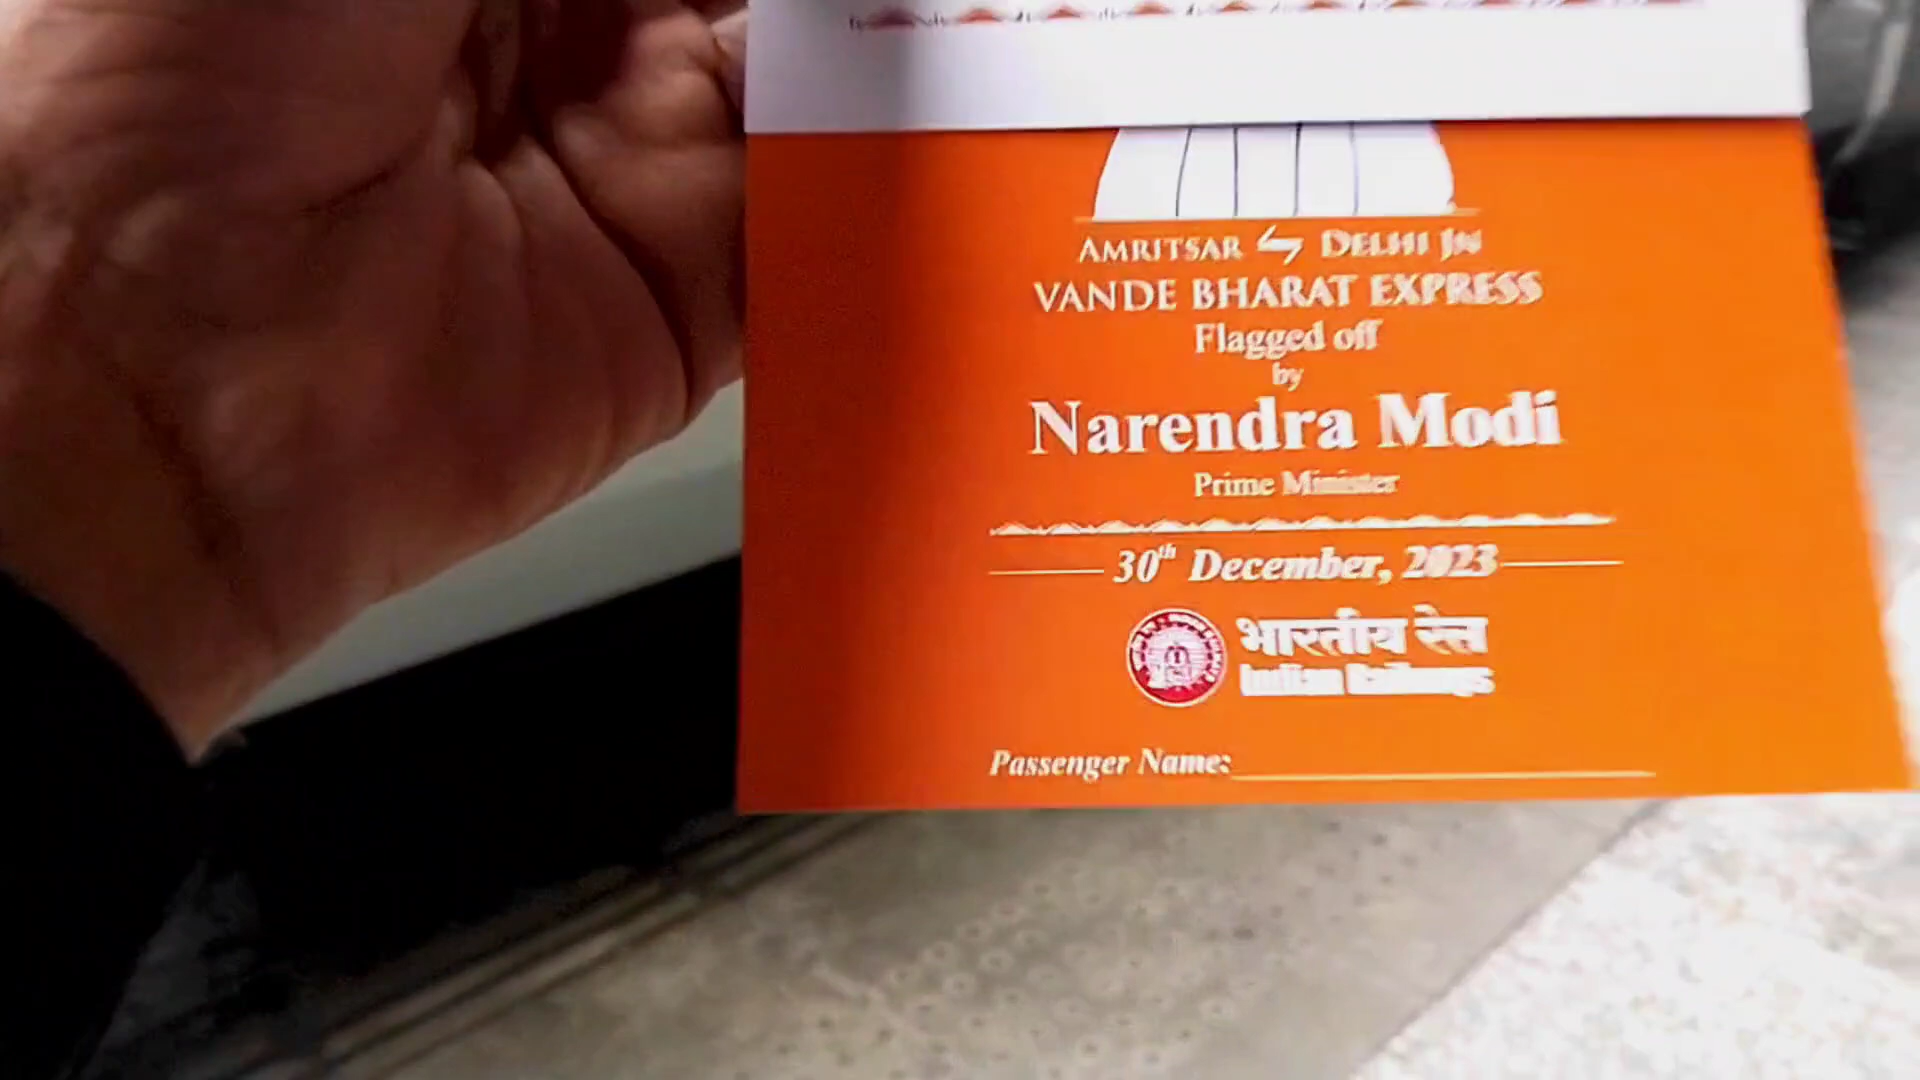 AMRITSAR ⇋ DELHI JN
VANDE BHARAT EXPRESS
Flagged off
by
Narendra Modi
Prime Minister
30th December, 2023
भारतीय रेल
Indian Railways
Passenger Name: